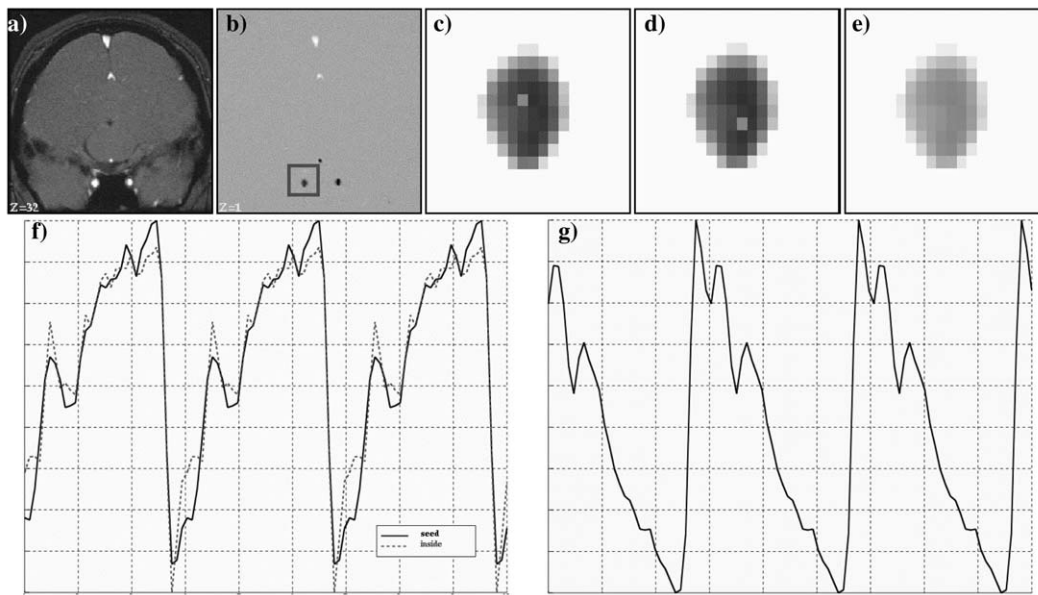 a)
b)
c)
d)
e)
Z=32
Z=1
f)
g)
seed
inside